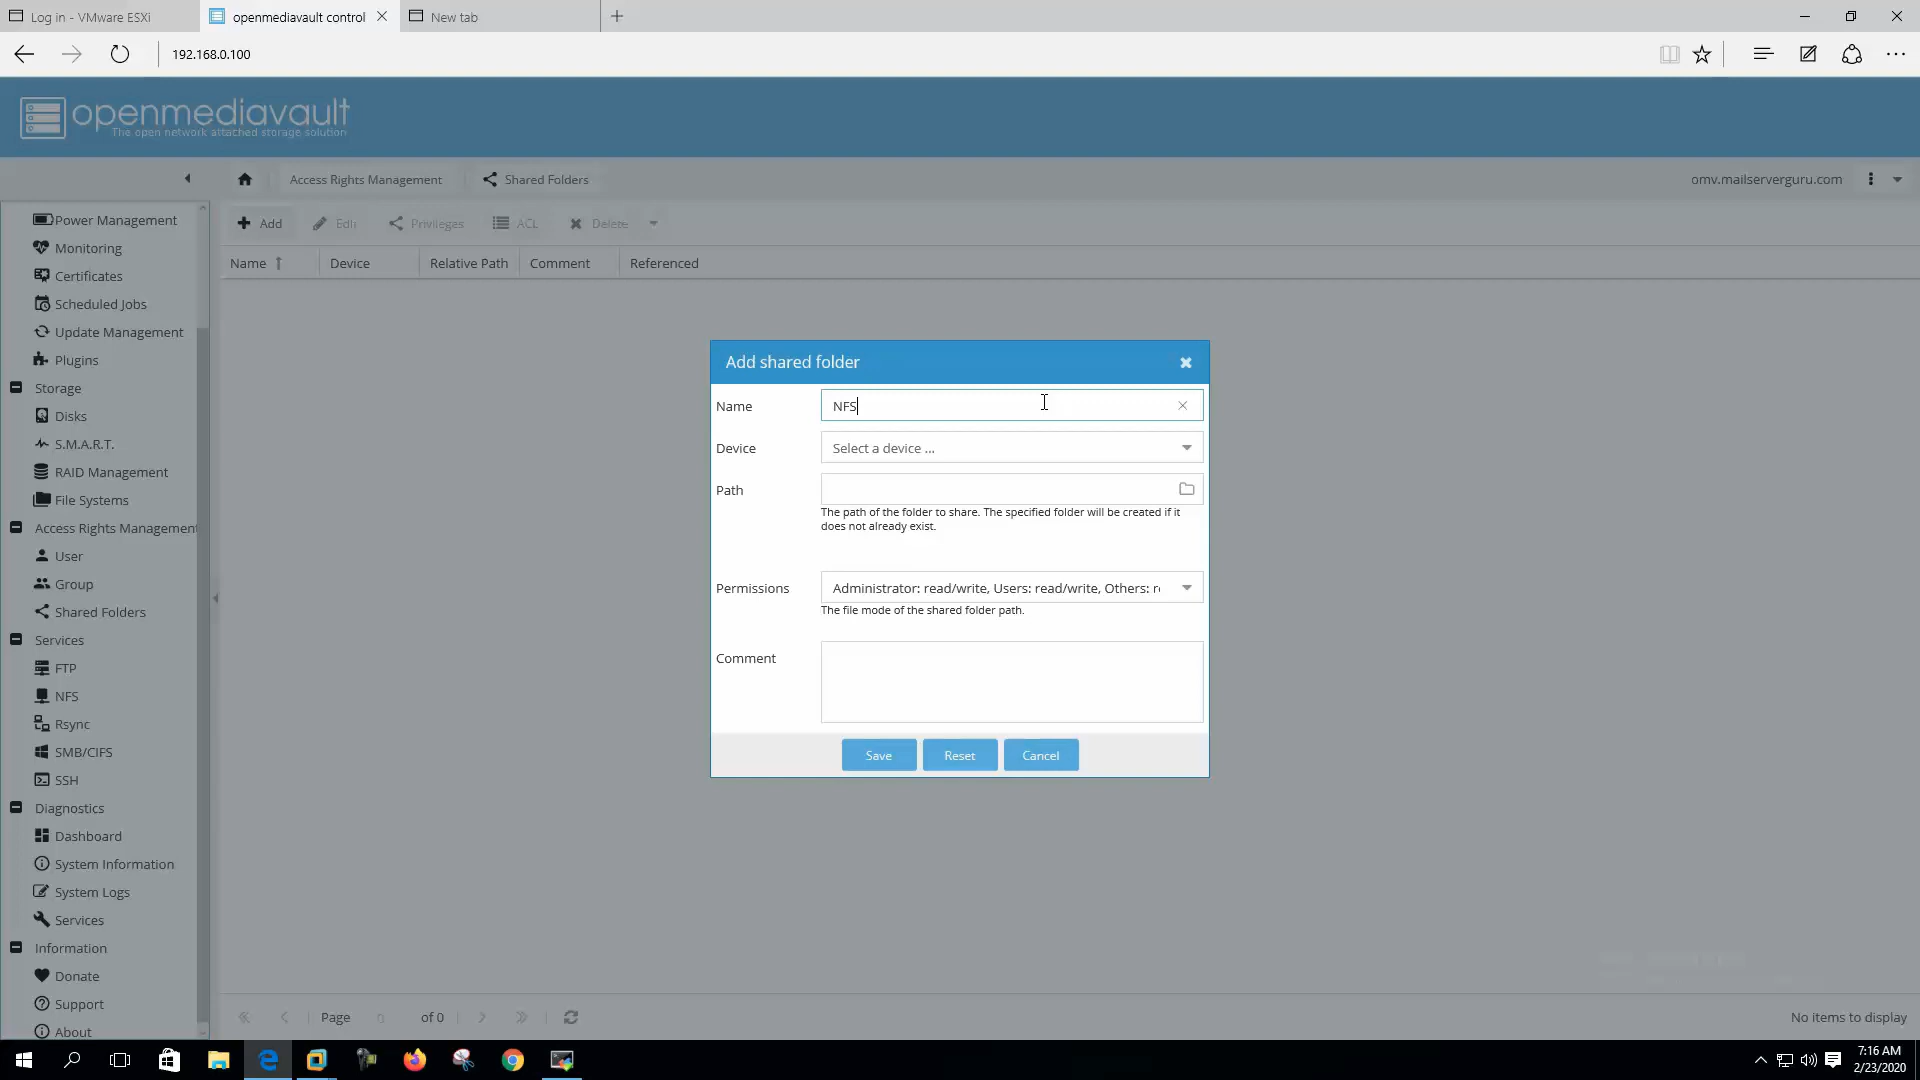 Log in - VMware ESXi
openmediavault control
New tab
192.168.0.100
openmediavault
The open network attached storage solution
Access Rights Management
Shared Folders
omv.mailserverguru.com
Add
Edit
Privileges
ACL
Delete
Name
Device
Relative Path
Comment
Referenced
Power Management
Monitoring
Certificates
Scheduled Jobs
Update Management
Plugins
Storage
Disks
S.M.A.R.T.
RAID Management
File Systems
Access Rights Management
User
Group
Shared Folders
Services
FTP
NFS
Rsync
SMB/CIFS
SSH
Diagnostics
Dashboard
System Information
System Logs
Services
Information
Donate
Support
About
Add shared folder
Name
NFS
Device
Select a device ...
Path
The path of the folder to share. The specified folder will be created if it
does not already exist.
Permissions
Administrator: read/write, Users: read/write, Others: r
The file mode of the shared folder path.
Comment
Save
Reset
Cancel
Page
of 0
No items to display
7:16 AM
2/23/2020